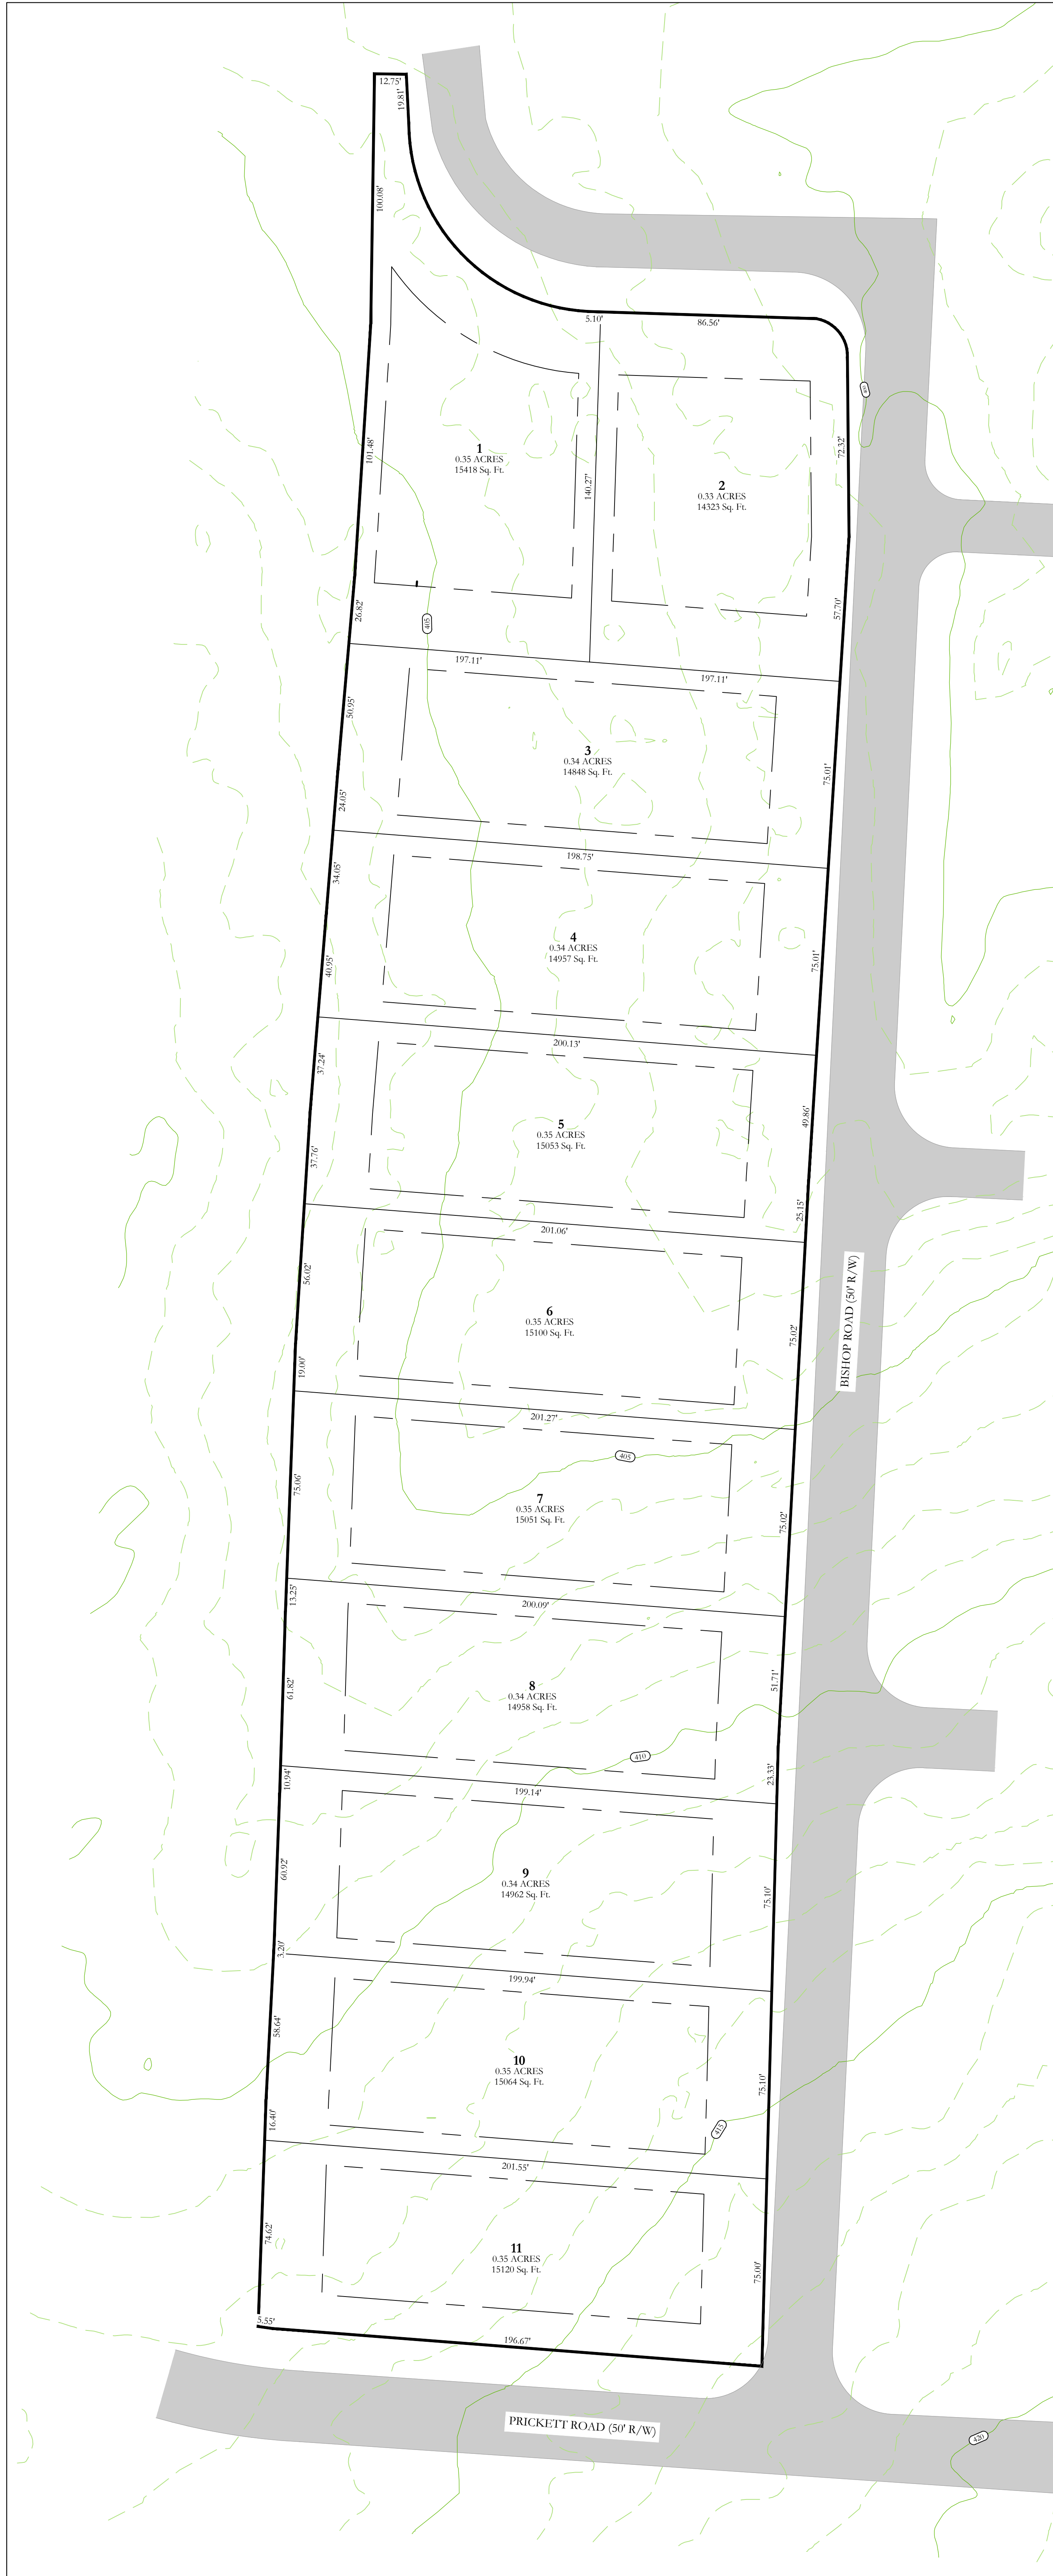 12.75'
19.81'
100.08'
5.10'
86.56'
101.48'
72.32'
1
0.35 ACRES
15418 Sq. Ft.
140.27'
2
0.33 ACRES
14323 Sq. Ft.
26.82'
57.70'
405
197.11'
197.11'
50.95'
3
0.34 ACRES
14848 Sq. Ft.
75.01'
24.05'
198.75'
34.05'
4
0.34 ACRES
14957 Sq. Ft.
75.01'
40.95'
200.13'
37.24'
5
0.35 ACRES
15053 Sq. Ft.
49.86'
37.76'
25.15'
201.06'
56.02'
6
0.35 ACRES
15100 Sq. Ft.
75.02'
BISHOP ROAD (50' R/W)
19.00'
201.27'
405
75.06'
7
0.35 ACRES
15051 Sq. Ft.
75.02'
13.25'
200.09'
61.82'
8
0.34 ACRES
14958 Sq. Ft.
51.71'
410
10.94'
23.33'
199.14'
60.92'
9
0.34 ACRES
14962 Sq. Ft.
75.10'
3.20'
199.94'
58.64'
10
0.35 ACRES
15064 Sq. Ft.
75.10'
16.40'
415
201.55'
74.62'
11
0.35 ACRES
15120 Sq. Ft.
75.00'
5.55'
196.67'
PRICKETT ROAD (50' R/W)
420